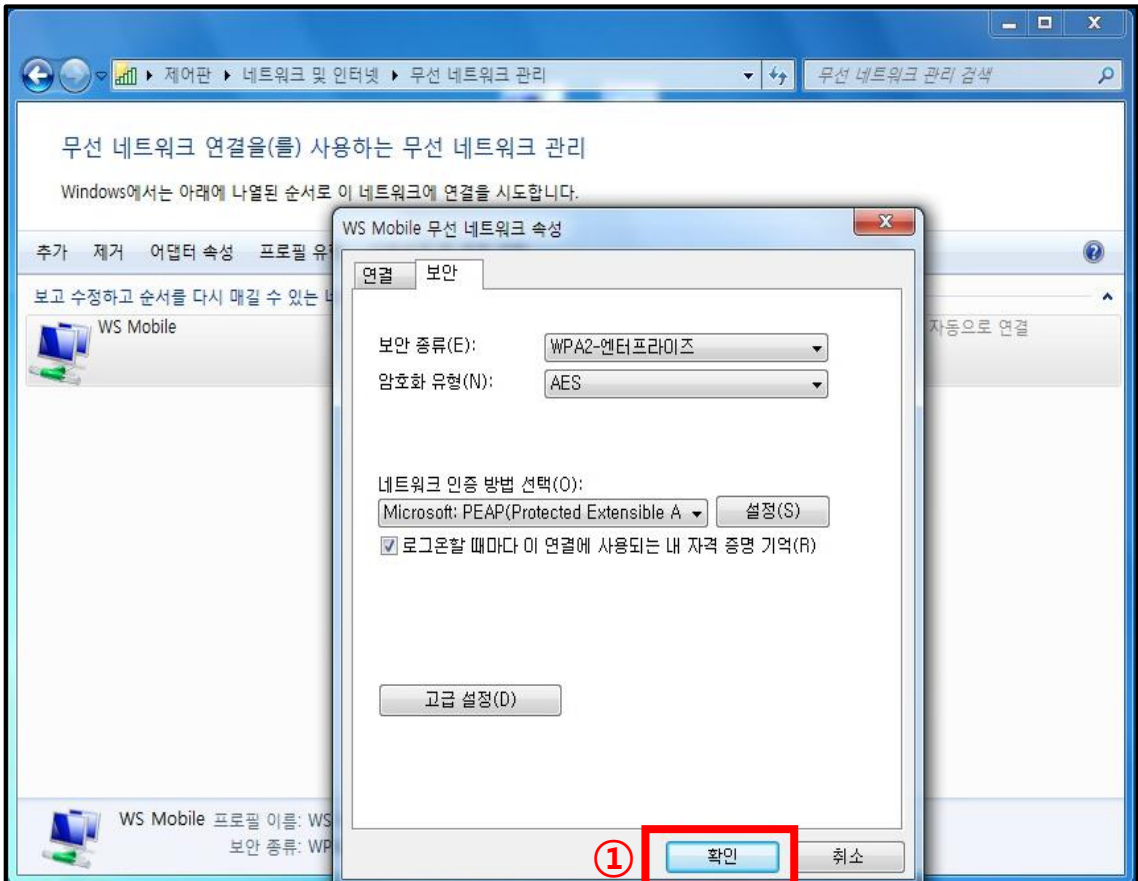 제어판 ▶ 네트워크 및 인터넷 ▶ 무선 네트워크 관리
무선 네트워크 관리 검색
무선 네트워크 연결을(를) 사용하는 무선 네트워크 관리
Windows에서는 아래에 나열된 순서로 이 네트워크에 연결을 시도합니다.
추가 제거 어댑터 속성 프로필
보고 수정하고 순서를 다시 매길 수 있는
WS Mobile
자동으로 연결
WS Mobile 무선 네트워크 속성
X
연결 보안
보안 종류(E): WPA2-엔터프라이즈
암호화 유형(N): AES
네트워크 인증 방법 선택(O):
Microsoft: PEAP(Protected Extensible A 설정(S)
로그온할 때마다 이 연결에 사용되는 내 자격 증명 기억(R)
고급 설정(D)
① 확인 취소
WS Mobile 프로필 이름: WS
보안 종류: WP